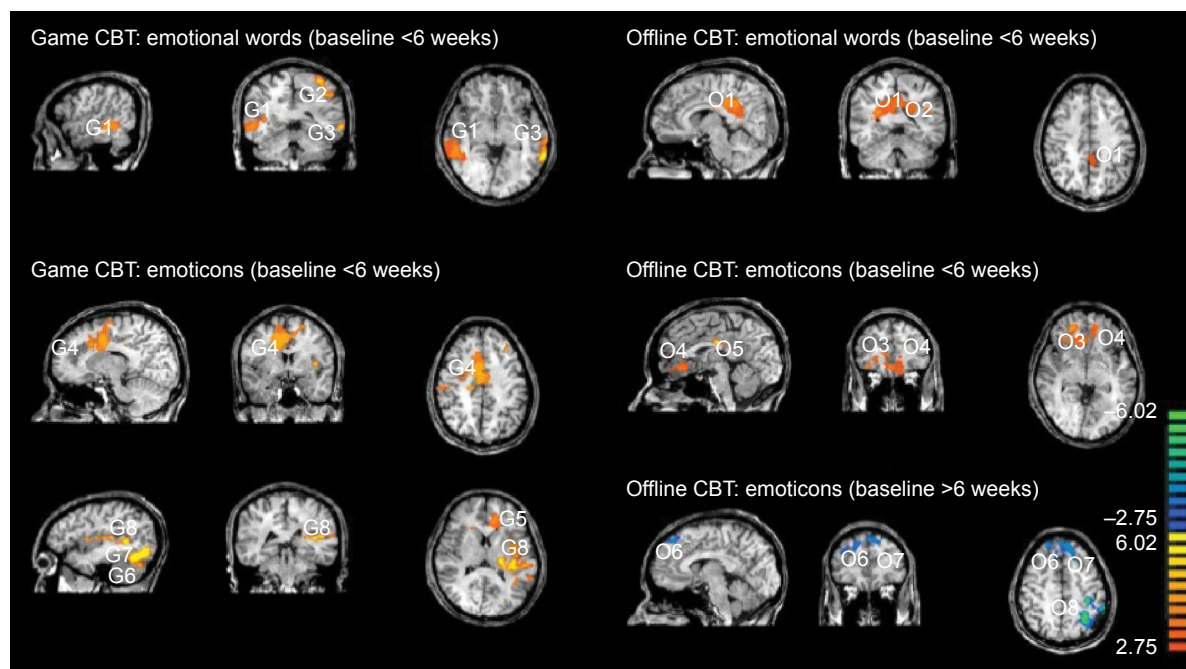 Game CBT: emotional words (baseline <6 weeks)
G1
G1
G2
G3
G1
G3
Offline CBT: emotional words (baseline <6 weeks)
O1
O1
O2
O1
Game CBT: emoticons (baseline <6 weeks)
G4
G4
G4
G8
G7
G6
G8
G5
G8
Offline CBT: emoticons (baseline <6 weeks)
O4
O5
O3
O4
O3
O4
Offline CBT: emoticons (baseline >6 weeks)
O6
O6
O7
O6
O7
O8
–6.02
–2.75
6.02
2.75